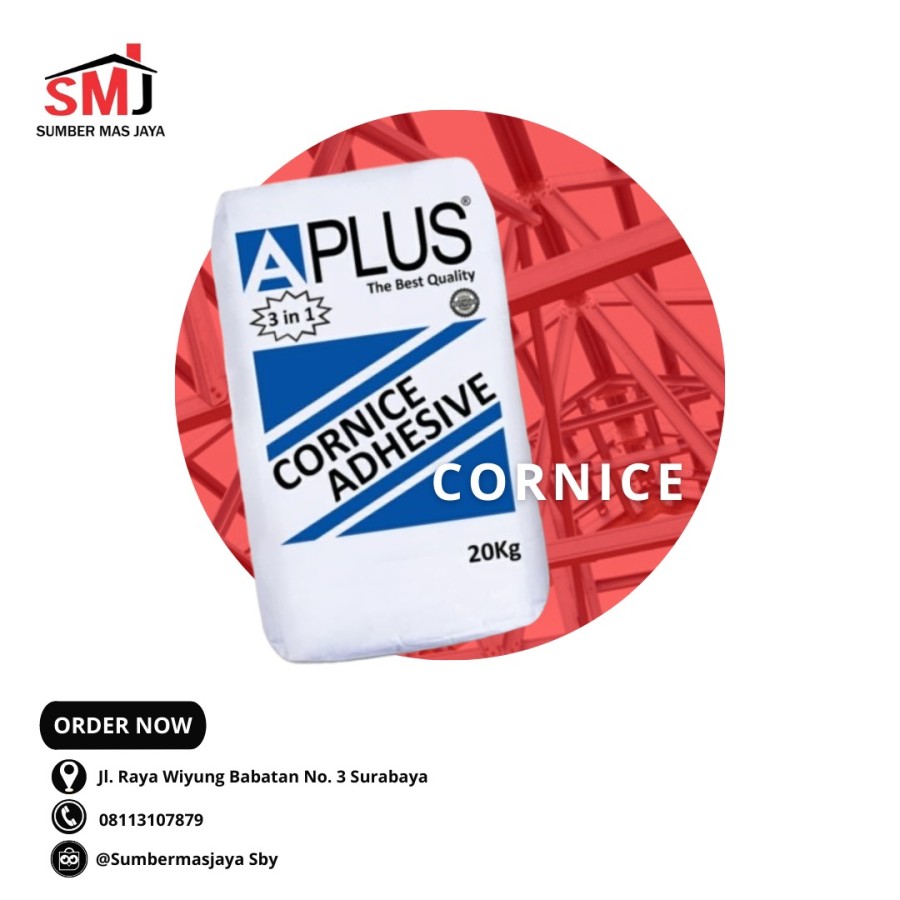 SMJ
SUMBER MAS JAYA
APLUS®
The Best Quality
3 in 1
CORNICE
ADHESIVE
CORNICE
20Kg
ORDER NOW
Jl. Raya Wiyung Babatan No. 3 Surabaya
08113107879
@Sumbermasjaya Sby